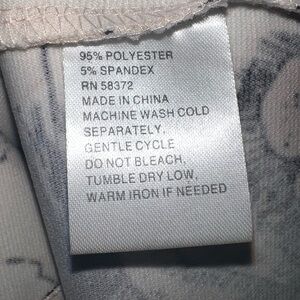 95% POLYESTER
5% SPANDEX
RN 58372
MADE IN CHINA
MACHINE WASH COLD
SEPARATELY,
GENTLE CYCLE
DO NOT BLEACH,
TUMBLE DRY LOW,
WARM IRON IF NEEDED